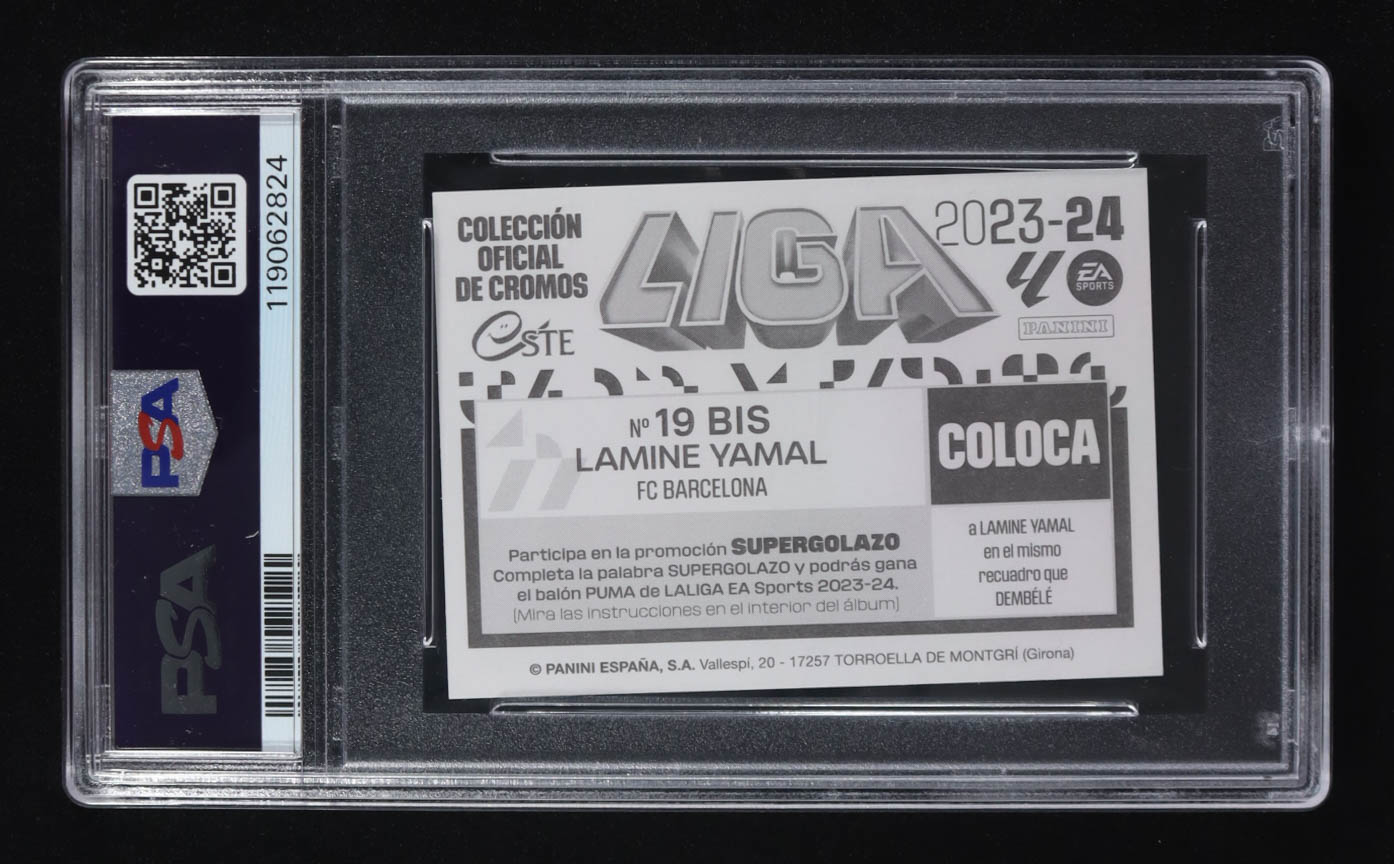 119062824
PSA
PSA
COLECCIÓN
OFICIAL
DE CROMOS
este
LIGA
2023-24
EA
SPORTS
PANINI
Nº 19 BIS
LAMINE YAMAL
FC BARCELONA
COLOCA
Participa en la promoción SUPERGOLAZO
Completa la palabra SUPERGOLAZO y podrás gana
el balón PUMA de LALIGA EA Sports 2023-24.
(Mira las instrucciones en el interior del álbum)
a LAMINE YAMAL
en el mismo
recuadro que
DEMBÉLÉ
© PANINI ESPAÑA, S.A. Vallespí, 20 - 17257 TORROELLA DE MONTGRÍ (Girona)